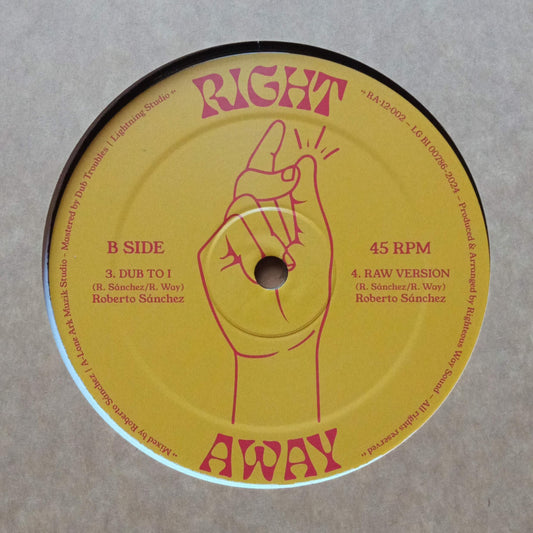 RIGHT
AWAY
B SIDE
45 RPM
3. DUB TO I
(R. Sánchez/R. Way)
Roberto Sánchez
4. RAW VERSION
(R. Sánchez/R. Way)
Roberto Sánchez
" Mixed by Roberto Sánchez | A-Lone Ark Muzik Studio – Mastered by Dub Troubles | Lightning Studio "
" RA-12-002 – LG BI 00786-2024 – Produced & Arranged by Righteous Way Sound – All rights reserved "